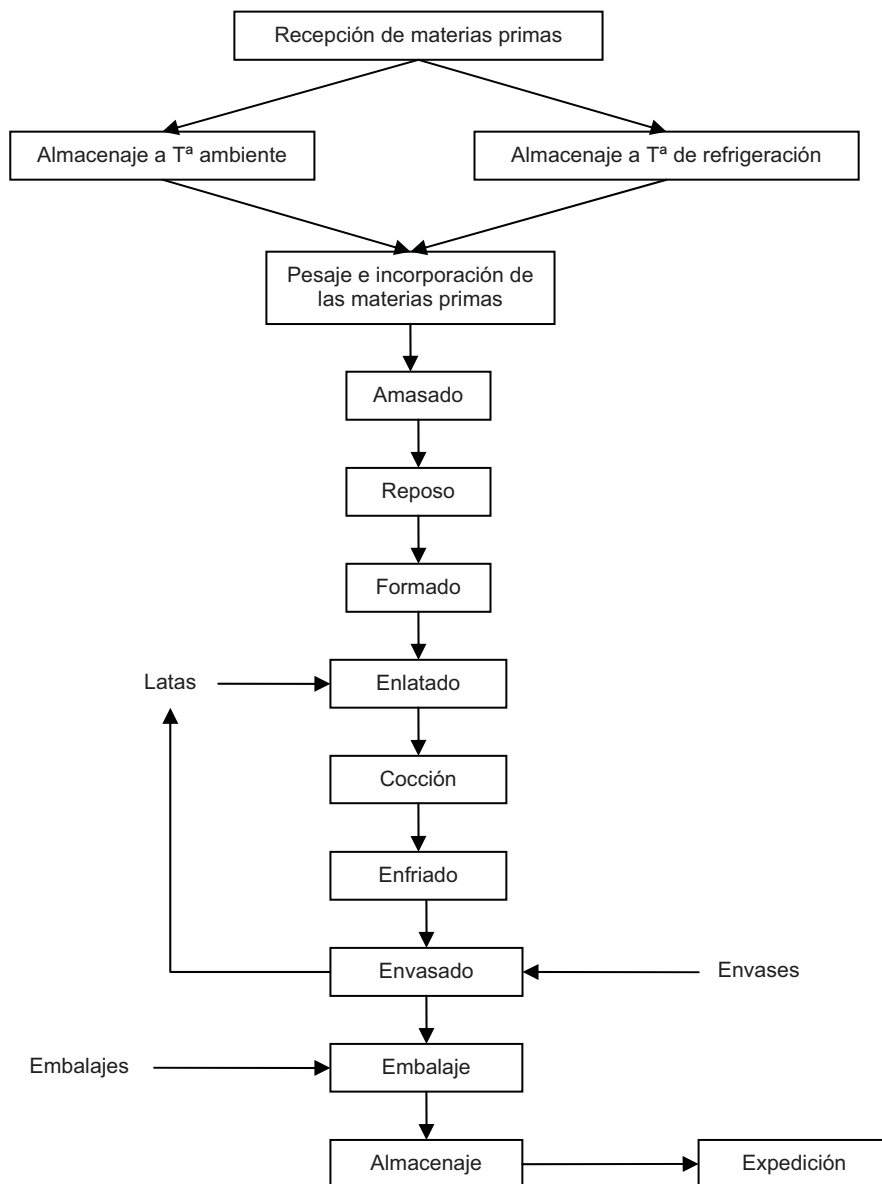 Recepción de materias primas
Almacenaje a Tª ambiente
Almacenaje a Tª de refrigeración
Pesaje e incorporación de
las materias primas
Amasado
Reposo
Formado
Latas
Enlatado
Cocción
Enfriado
Envasado
Envases
Embalajes
Embalaje
Almacenaje
Expedición